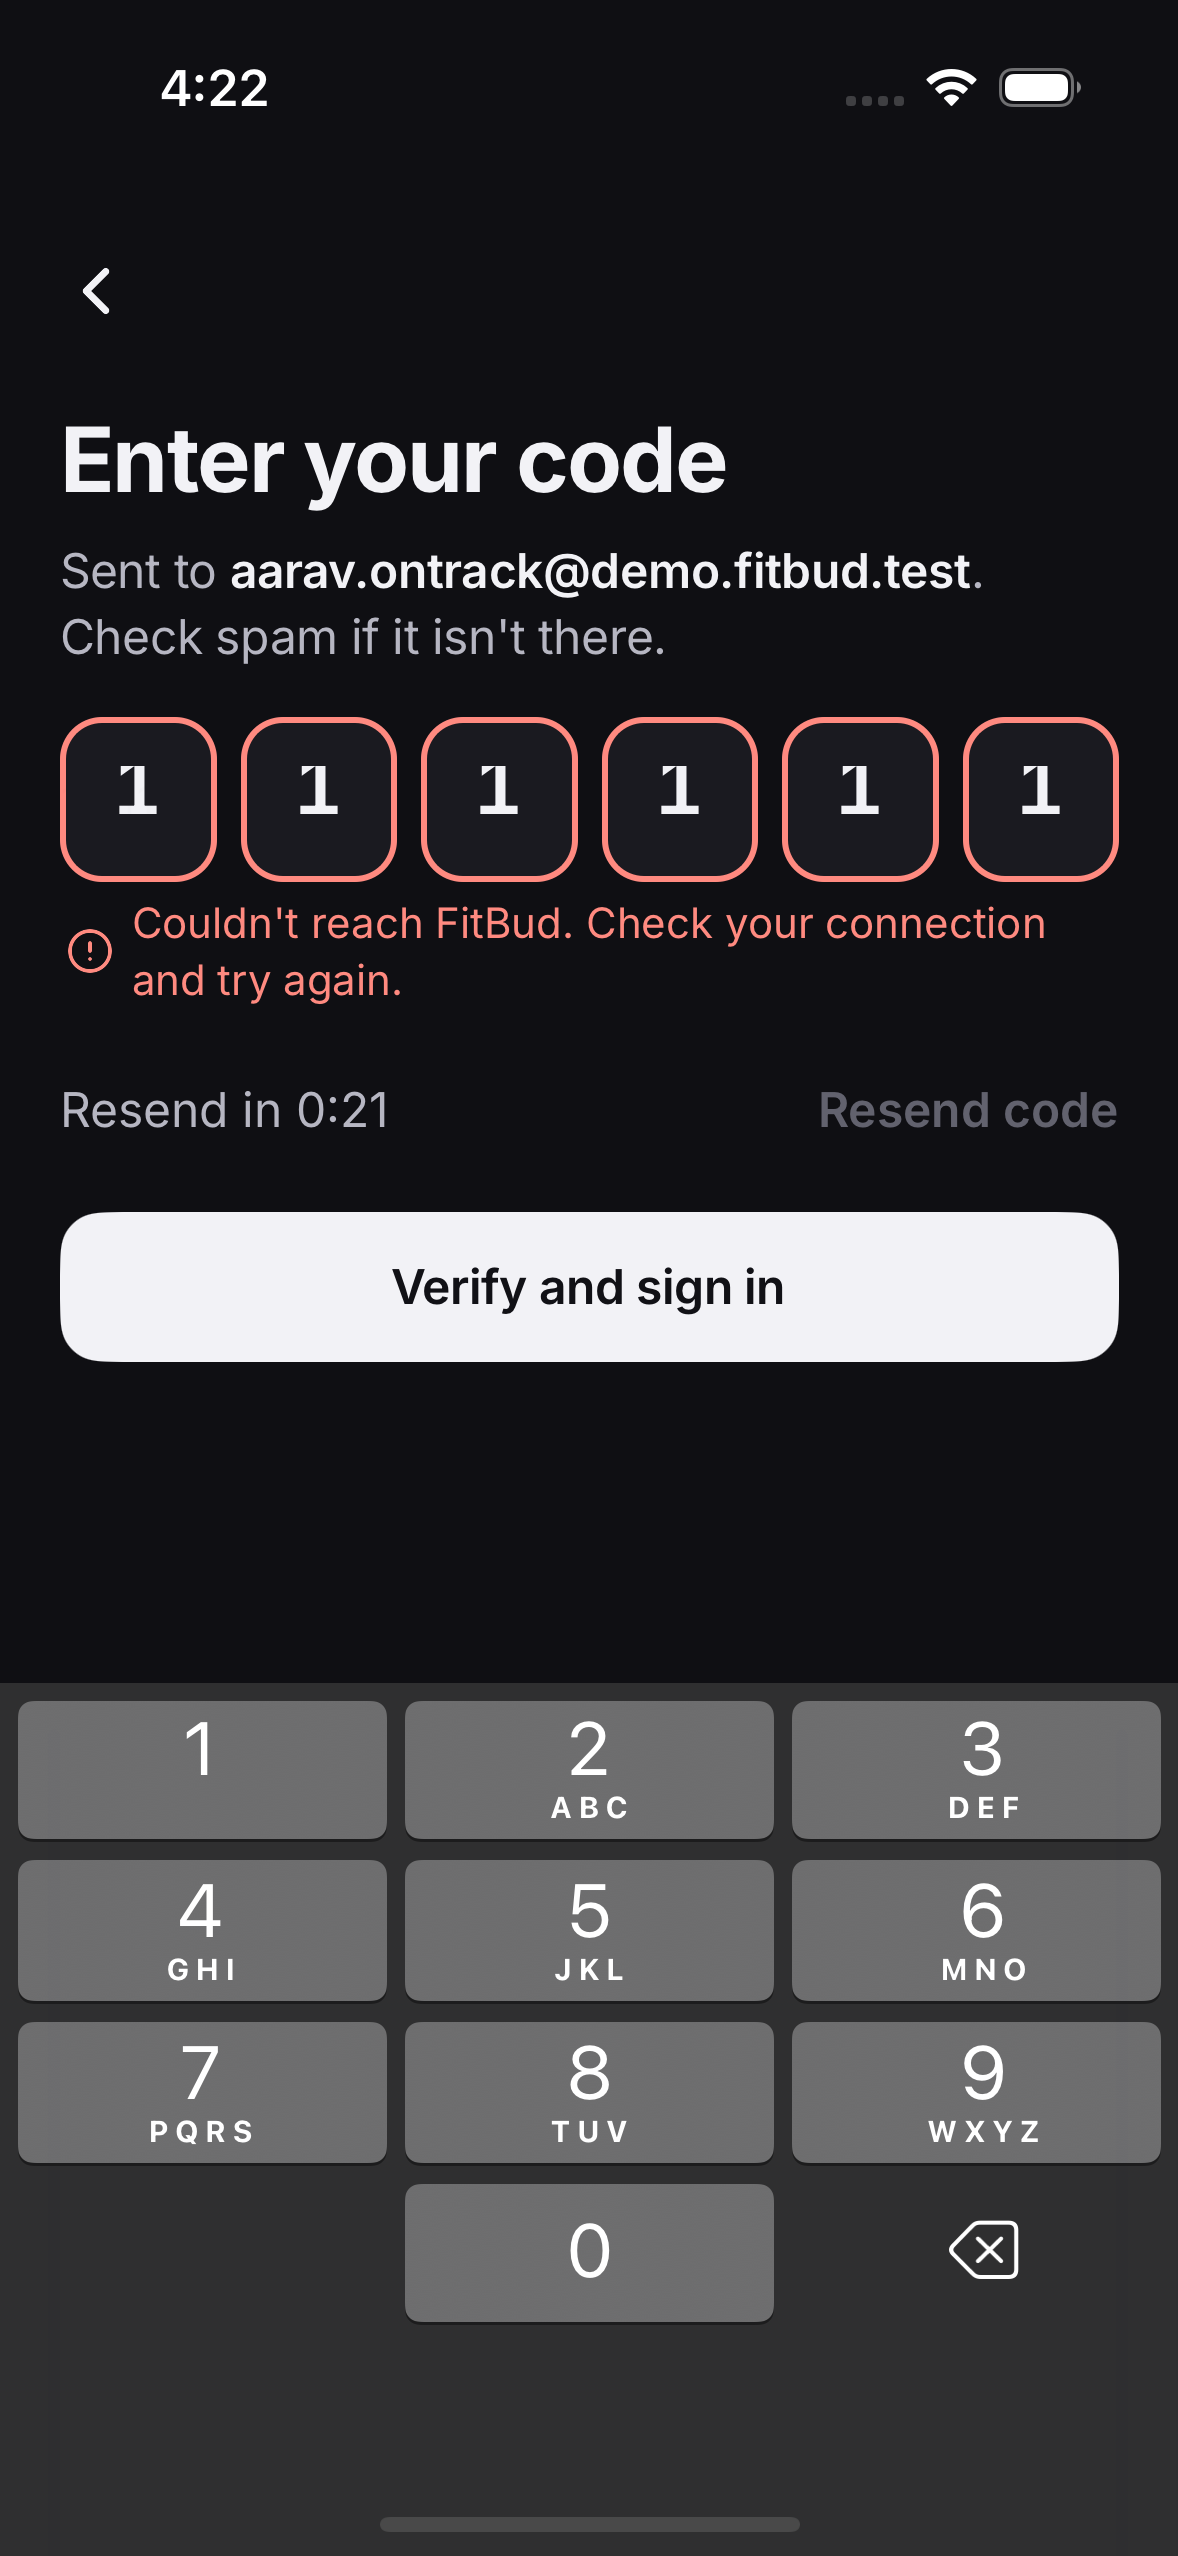 4:22
Enter your code
Sent to aarav.ontrack@demo.fitbud.test.
Check spam if it isn't there.
1 1 1 1 1 1
Couldn't reach FitBud. Check your connection
and try again.
Resend in 0:21 Resend code
Verify and sign in
1 2 3
ABC DEF
4 5 6
GHI JKL MNO
7 8 9
PQRS TUV WXYZ
0